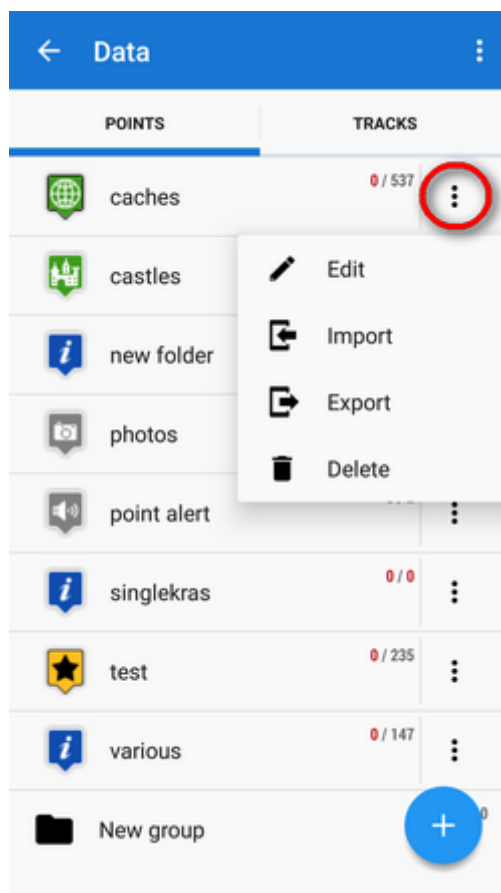 Data
POINTS TRACKS
caches 0 / 537
castles
new folder
photos
point alert
singlekras 0 / 0
test 0 / 235
various 0 / 147
New group
Edit
Import
Export
Delete